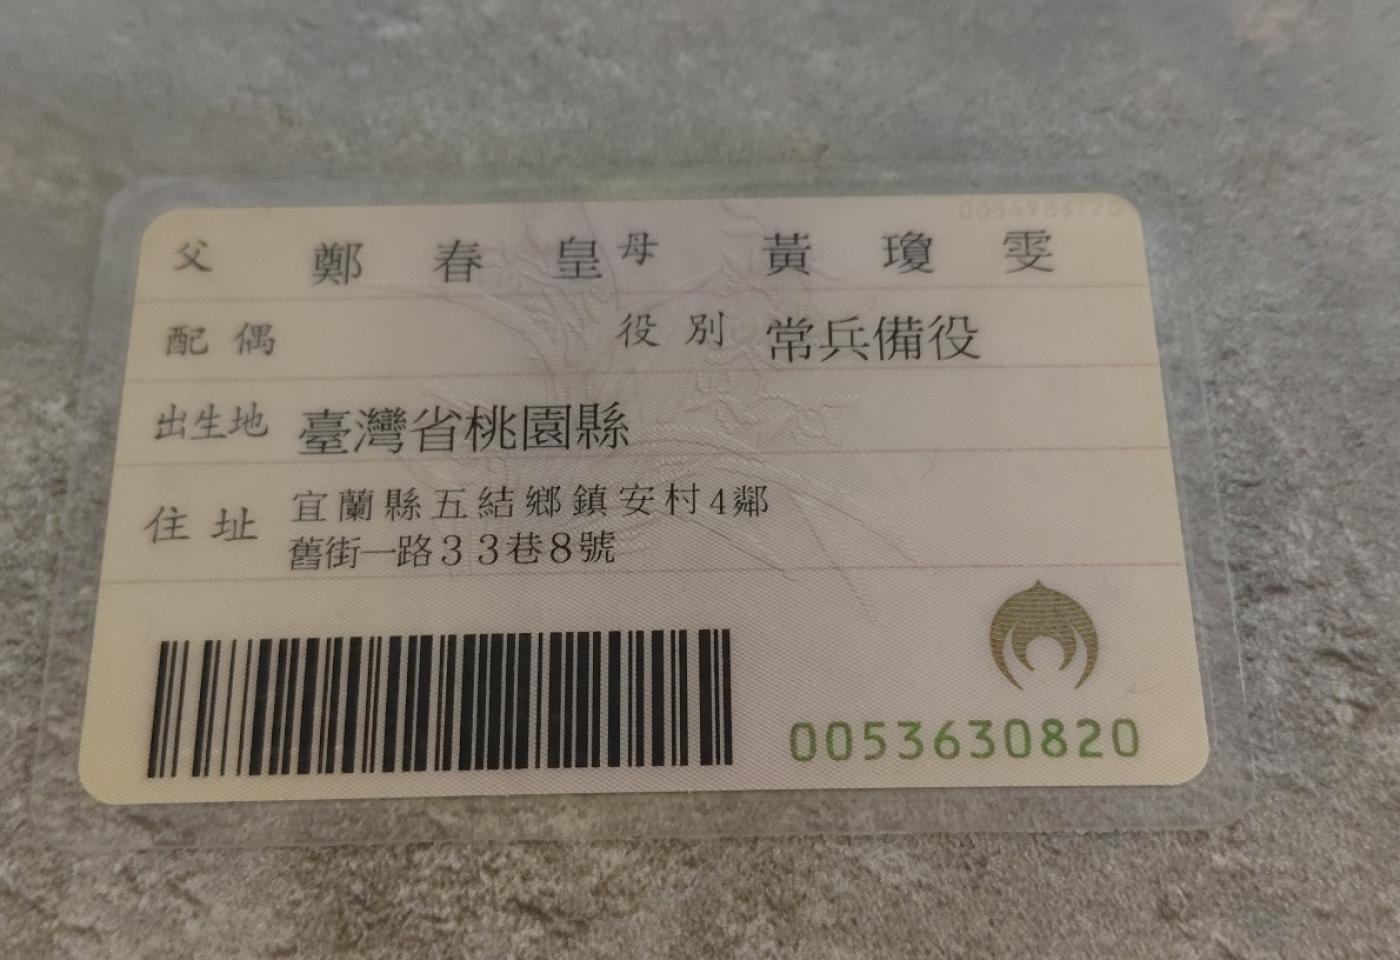 父 鄭春皇 母 黃瓊雯
配偶 役別 常兵備役
出生地 臺灣省桃園縣
住址 宜蘭縣五結鄉鎮安村4鄰
舊街一路33巷8號
0053630820